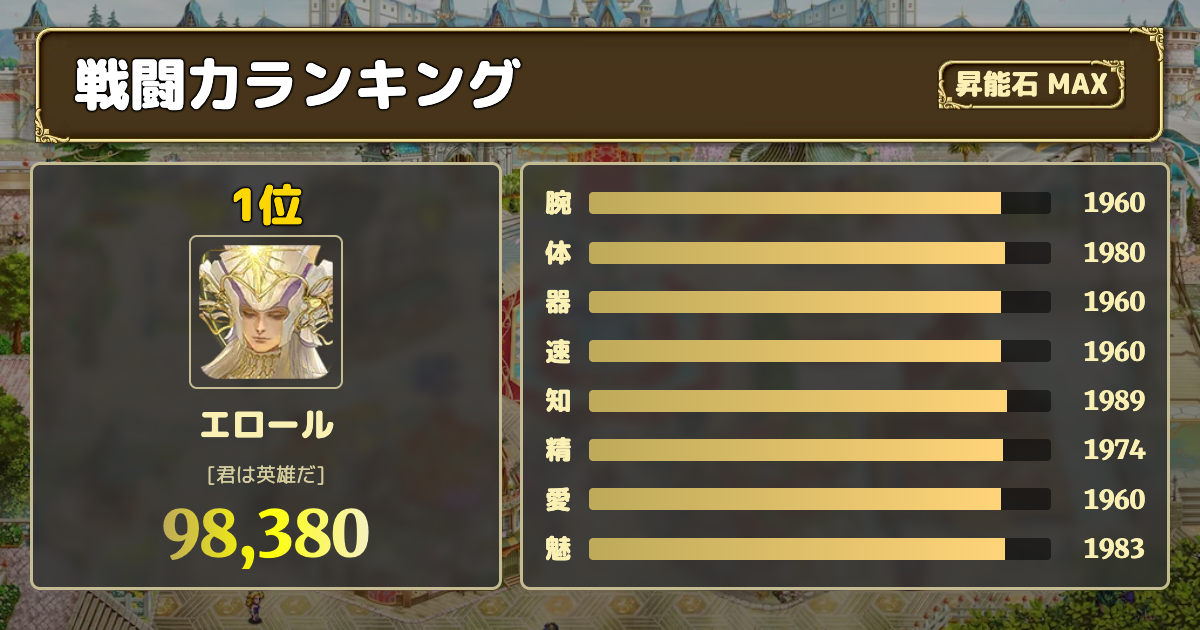 戦闘力ランキング
昇能石 MAX
1位
エロール
[君は英雄だ]
98,380
腕 1960
体 1980
器 1960
速 1960
知 1989
精 1974
愛 1960
魅 1983